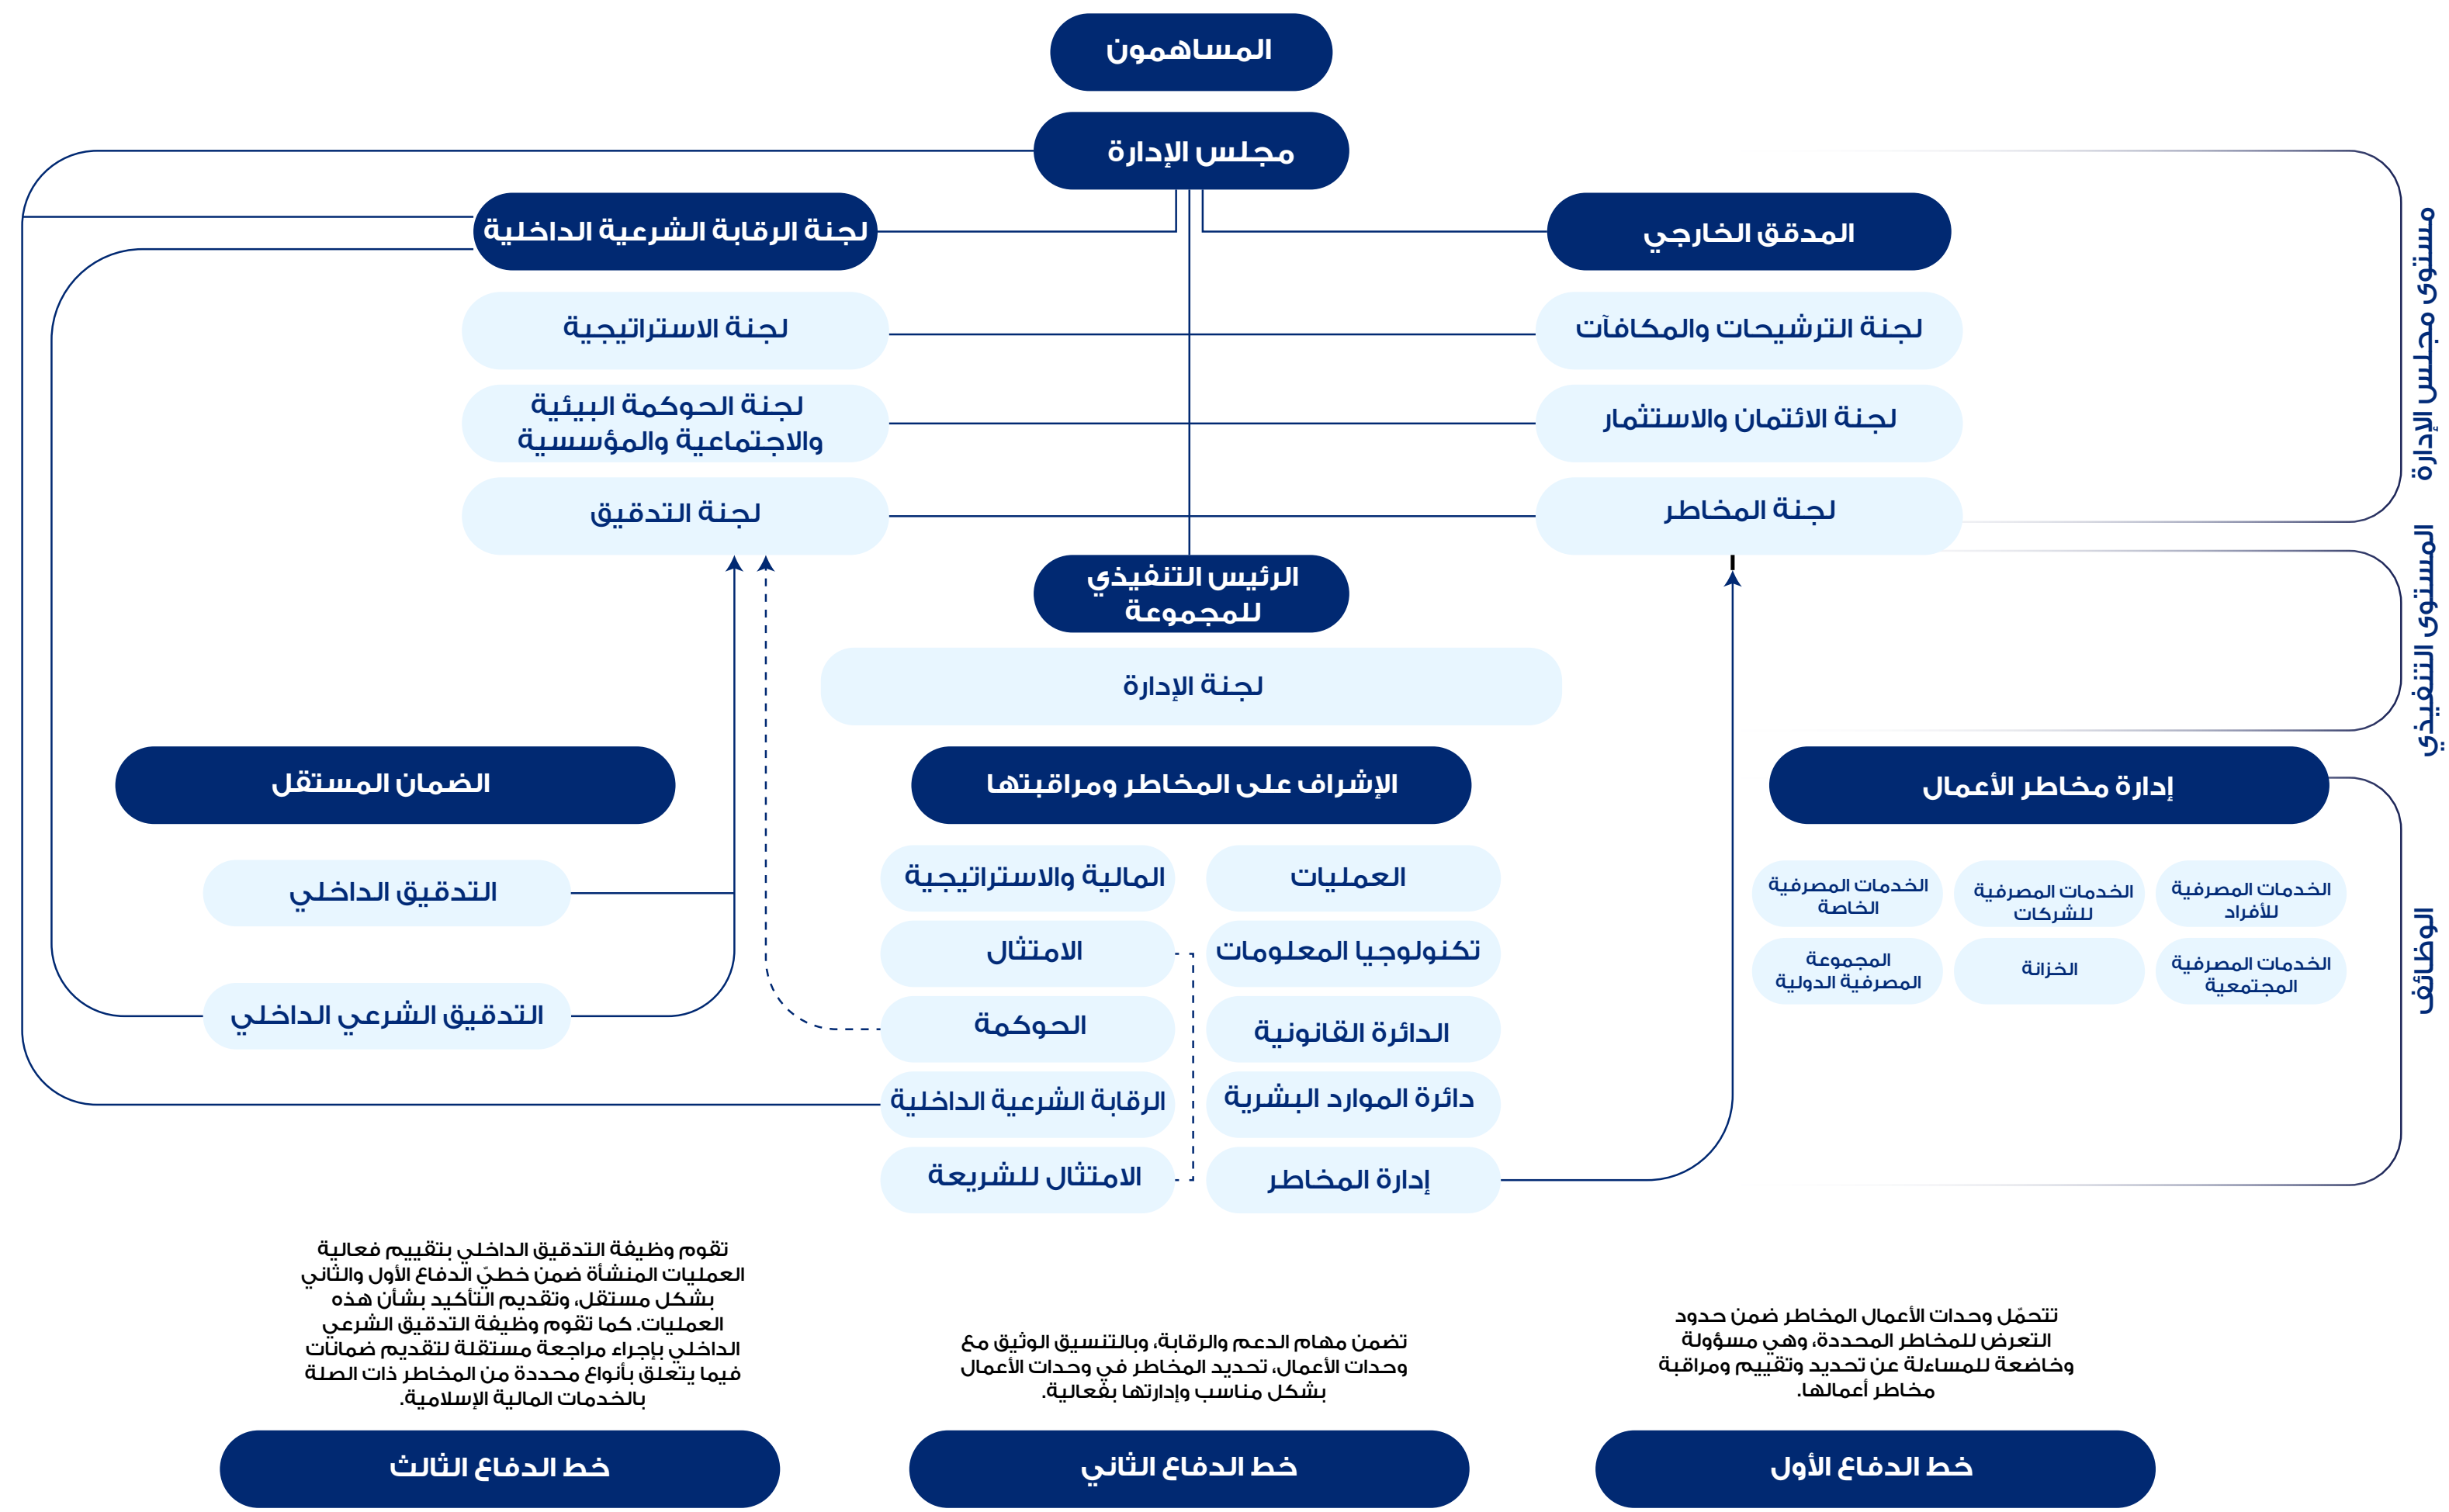 المساهمون
مجلس الإدارة
المدقق الخارجي
لجنة الرقابة الشرعية الداخلية
لجنة الترشيحات والمكافآت
لجنة الاستراتيجية
لجنة الائتمان والاستثمار
لجنة الحوكمة البيئية
والاجتماعية والمؤسسية
لجنة المخاطر
لجنة التدقيق
مستوى مجلس الإدارة
الرئيس التنفيذي
للمجموعة
لجنة الإدارة
المستوى التنفيذي
إدارة مخاطر الأعمال
الخدمات المصرفية
للأفراد
الخدمات المصرفية
للشركات
الخدمات المصرفية
الخاصة
الخدمات المصرفية
المجتمعية
الخزانة
المجموعة
المصرفية الدولية
الإشراف على المخاطر ومراقبتها
العمليات
المالية والاستراتيجية
تكنولوجيا المعلومات
الامتثال
الدائرة القانونية
الحوكمة
دائرة الموارد البشرية
الرقابة الشرعية الداخلية
إدارة المخاطر
الامتثال للشريعة
الضمان المستقل
التدقيق الداخلي
التدقيق الشرعي الداخلي
الوظائف
تتحمّل وحدات الأعمال المخاطر ضمن حدود
التعرض للمخاطر المحددة، وهي مسؤولة
وخاضعة للمساءلة عن تحديد وتقييم ومراقبة
مخاطر أعمالها.
خط الدفاع الأول
تضمن مهام الدعم والرقابة، وبالتنسيق الوثيق مع
وحدات الأعمال، تحديد المخاطر في وحدات الأعمال
بشكل مناسب وإدارتها بفعالية.
خط الدفاع الثاني
تقوم وظيفة التدقيق الداخلي بتقييم فعالية
العمليات المنشأة ضمن خطيّ الدفاع الأول والثاني
بشكل مستقل، وتقديم التأكيد بشأن هذه
العمليات. كما تقوم وظيفة التدقيق الشرعي
الداخلي بإجراء مراجعة مستقلة لتقديم ضمانات
فيما يتعلق بأنواع محددة من المخاطر ذات الصلة
بالخدمات المالية الإسلامية.
خط الدفاع الثالث